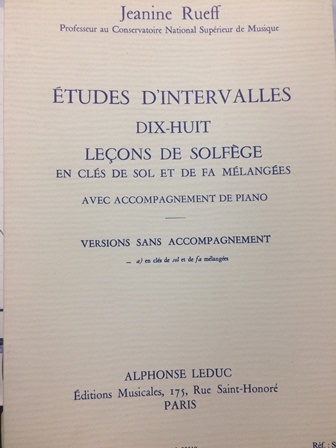 Jeanine Rueff
Professeur au Conservatoire National Supérieur de Musique
ÉTUDES D'INTERVALLES
DIX-HUIT
LEÇONS DE SOLFÈGE
EN CLÉS DE SOL ET DE FA MÉLANGÉES
AVEC ACCOMPAGNEMENT DE PIANO
VERSIONS SANS ACCOMPAGNEMENT
— a) en clés de sol et de fa mélangées
ALPHONSE LEDUC
Éditions Musicales, 175, Rue Saint-Honoré
PARIS
Réf.: S